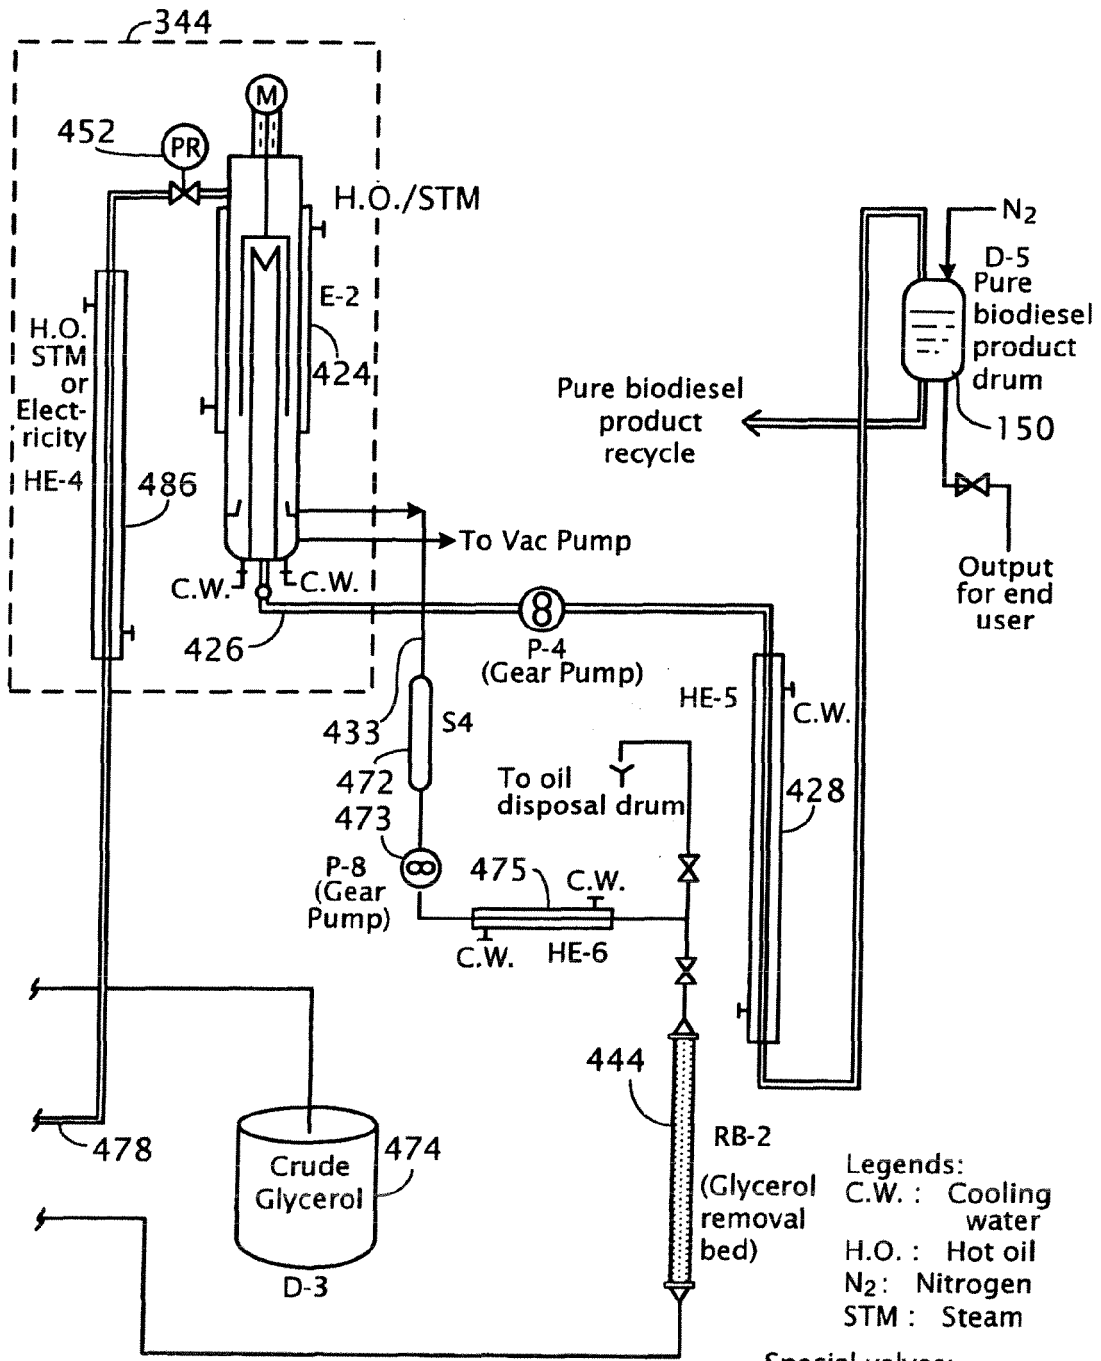 344
M
452
PR
H.O./STM
N2
D-5
Pure
biodiesel
product
drum
E-2
424
H.O.
STM
or
Elect-
ricity
HE-4
486
Pure biodiesel
product
recycle
150
To Vac Pump
C.W.
C.W.
Output
for end
user
426
8
P-4
(Gear Pump)
HE-5
C.W.
433
S4
472
To oil
disposal drum
428
473
P-8
(Gear
Pump)
475
C.W.
C.W.
HE-6
444
478
Crude
Glycerol
474
D-3
RB-2
(Glycerol
removal
bed)
Legends:
C.W. : Cooling
water
H.O. : Hot oil
N2 : Nitrogen
STM : Steam
Special valves: